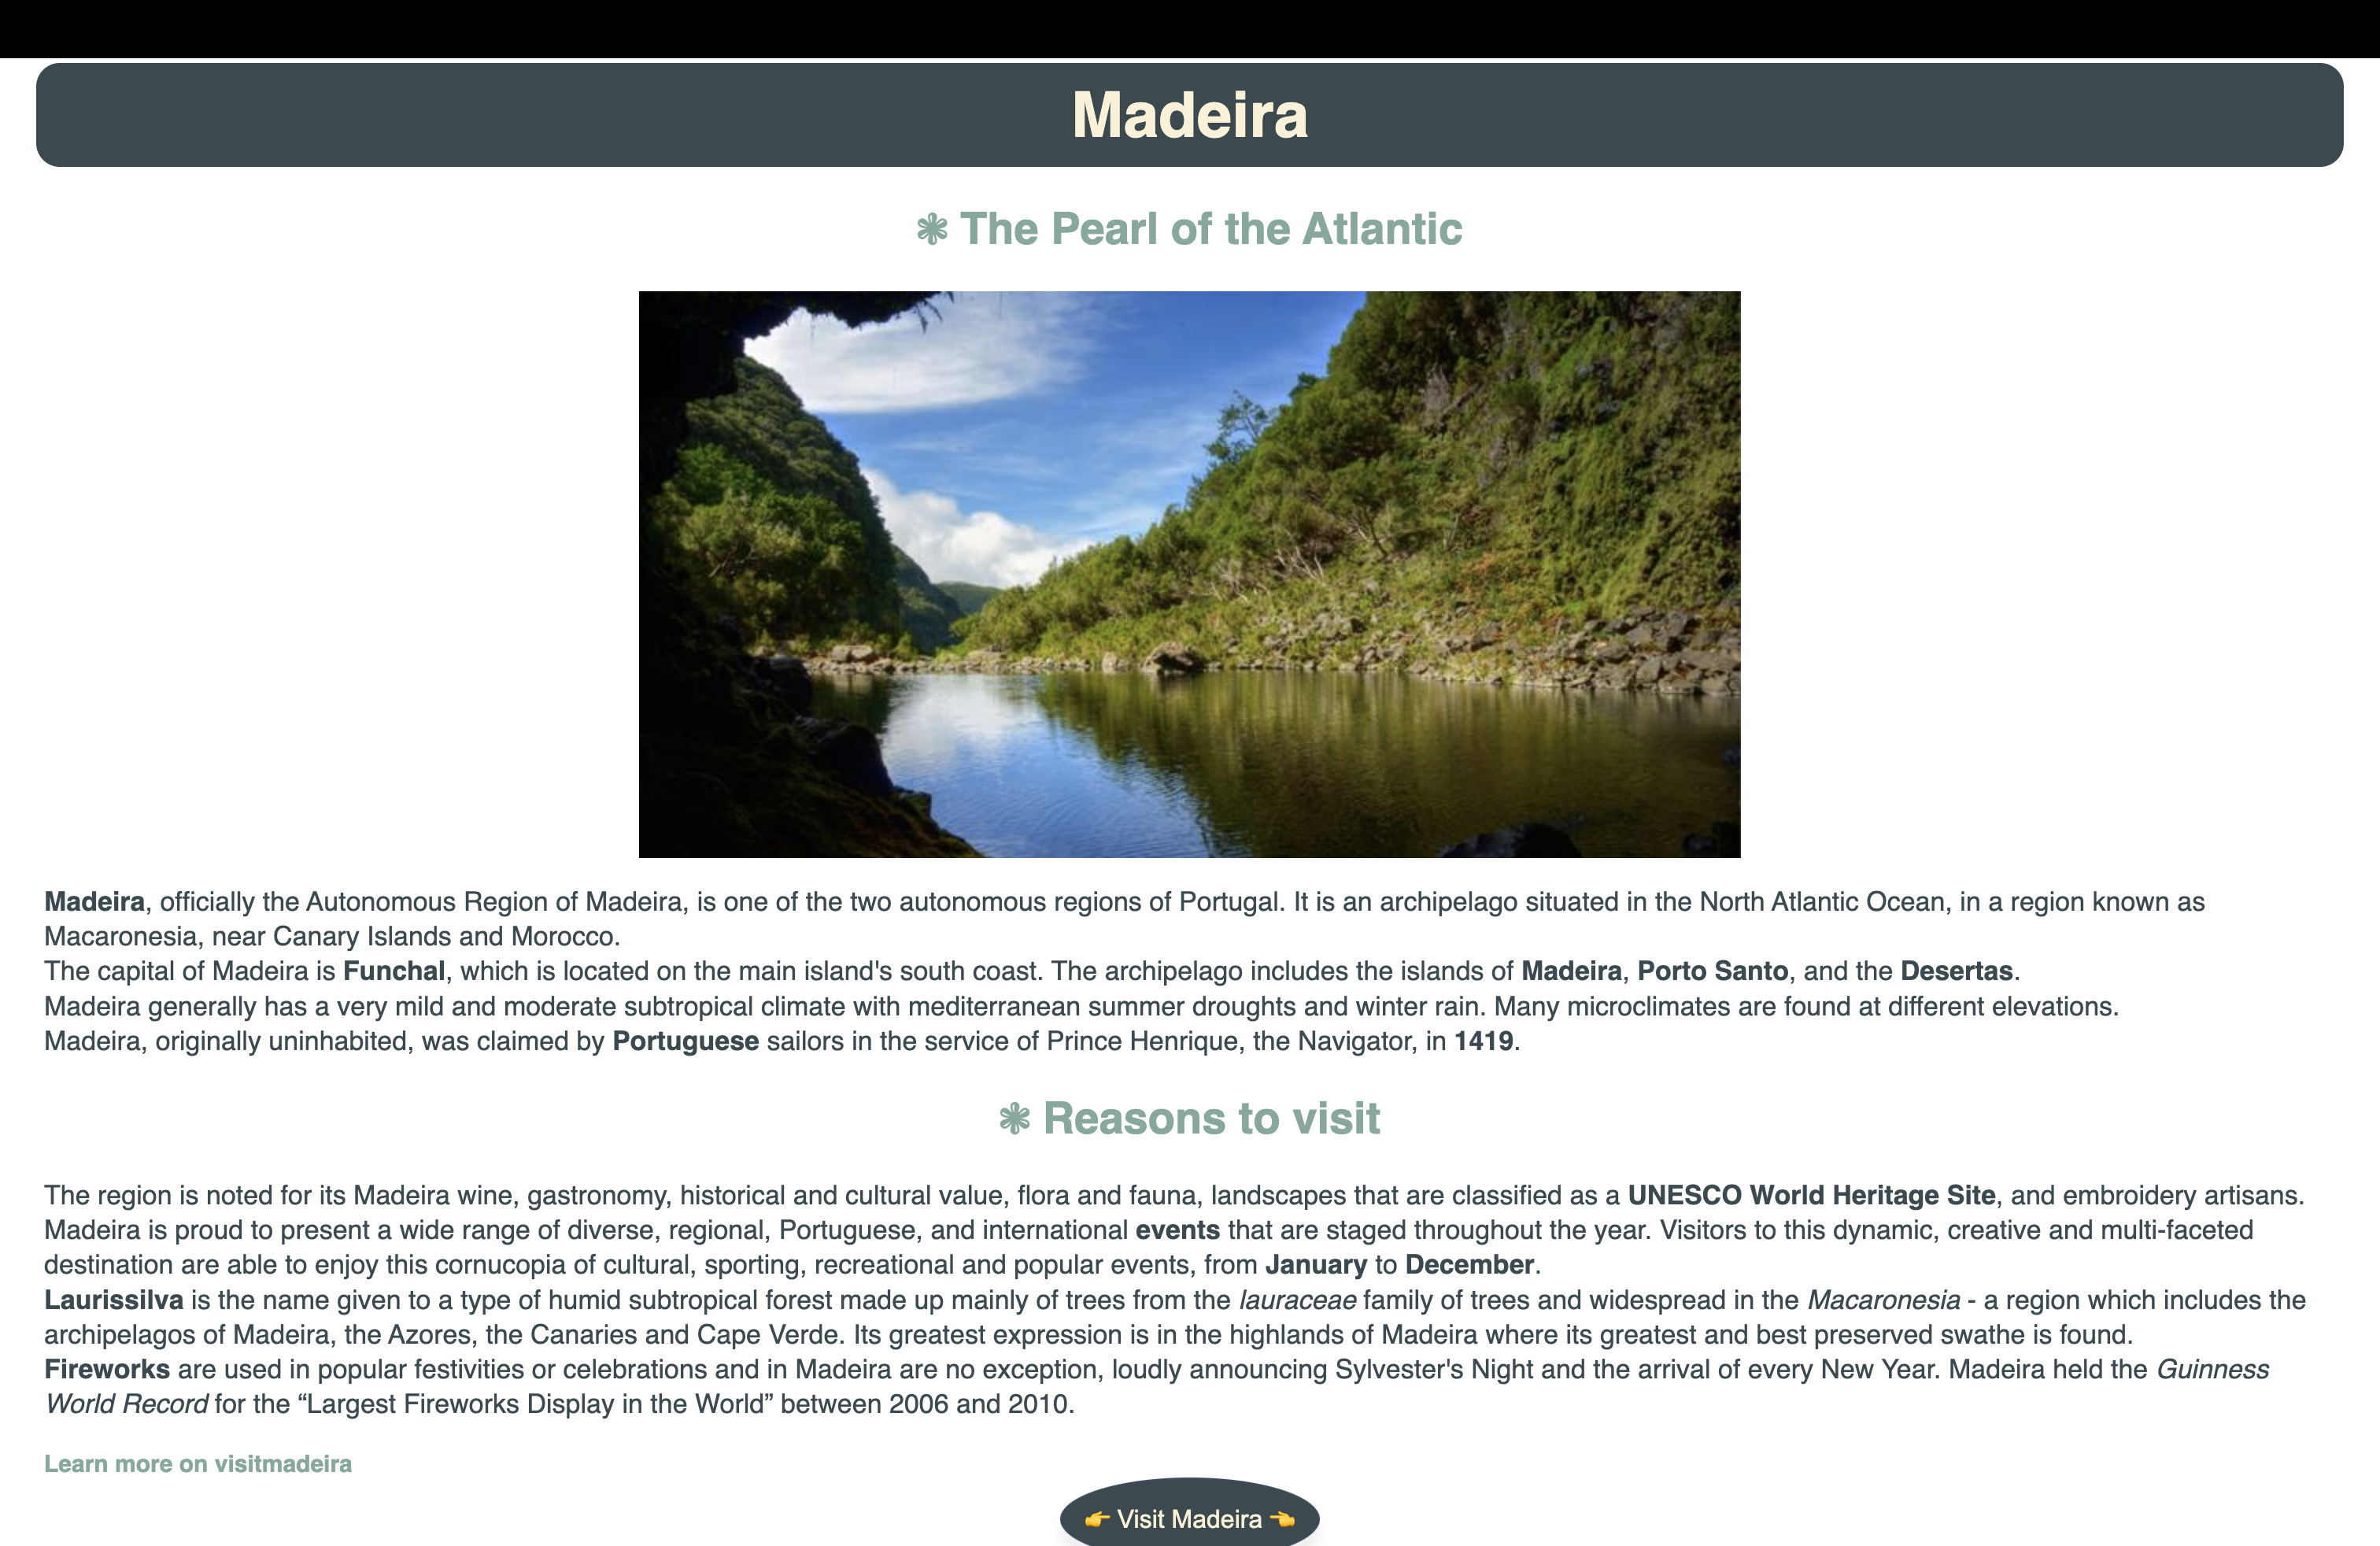 Madeira
❃ The Pearl of the Atlantic
Madeira, officially the Autonomous Region of Madeira, is one of the two autonomous regions of Portugal. It is an archipelago situated in the North Atlantic Ocean, in a region known as
Macaronesia, near Canary Islands and Morocco.
The capital of Madeira is Funchal, which is located on the main island's south coast. The archipelago includes the islands of Madeira, Porto Santo, and the Desertas.
Madeira generally has a very mild and moderate subtropical climate with mediterranean summer droughts and winter rain. Many microclimates are found at different elevations.
Madeira, originally uninhabited, was claimed by Portuguese sailors in the service of Prince Henrique, the Navigator, in 1419.
❃ Reasons to visit
The region is noted for its Madeira wine, gastronomy, historical and cultural value, flora and fauna, landscapes that are classified as a UNESCO World Heritage Site, and embroidery artisans.
Madeira is proud to present a wide range of diverse, regional, Portuguese, and international events that are staged throughout the year. Visitors to this dynamic, creative and multi-faceted
destination are able to enjoy this cornucopia of cultural, sporting, recreational and popular events, from January to December.
Laurissilva is the name given to a type of humid subtropical forest made up mainly of trees from the lauraceae family of trees and widespread in the Macaronesia - a region which includes the
archipelagos of Madeira, the Azores, the Canaries and Cape Verde. Its greatest expression is in the highlands of Madeira where its greatest and best preserved swathe is found.
Fireworks are used in popular festivities or celebrations and in Madeira are no exception, loudly announcing Sylvester's Night and the arrival of every New Year. Madeira held the Guinness
World Record for the “Largest Fireworks Display in the World” between 2006 and 2010.
Learn more on visitmadeira
👉 Visit Madeira 👈